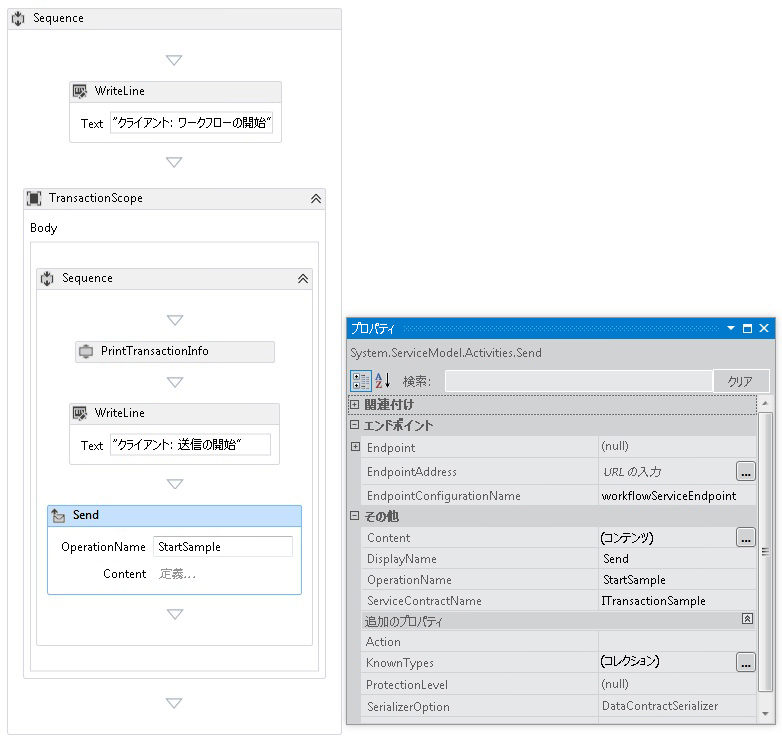 Sequence
WriteLine
Text "クライアント: ワークフローの開始"
TransactionScope
Body
Sequence
PrintTransactionInfo
WriteLine
Text "クライアント: 送信の開始"
Send
OperationName StartSample
Content 定義...
プロパティ
System.ServiceModel.Activities.Send
検索: クリア
関連付け
エンドポイント
Endpoint (null)
EndpointAddress URL の入力 ...
EndpointConfigurationName workflowServiceEndpoint
その他
Content (コンテンツ) ...
DisplayName Send
OperationName StartSample
ServiceContractName ITransactionSample
追加のプロパティ
Action
KnownTypes (コレクション) ...
ProtectionLevel (null)
SerializerOption DataContractSerializer